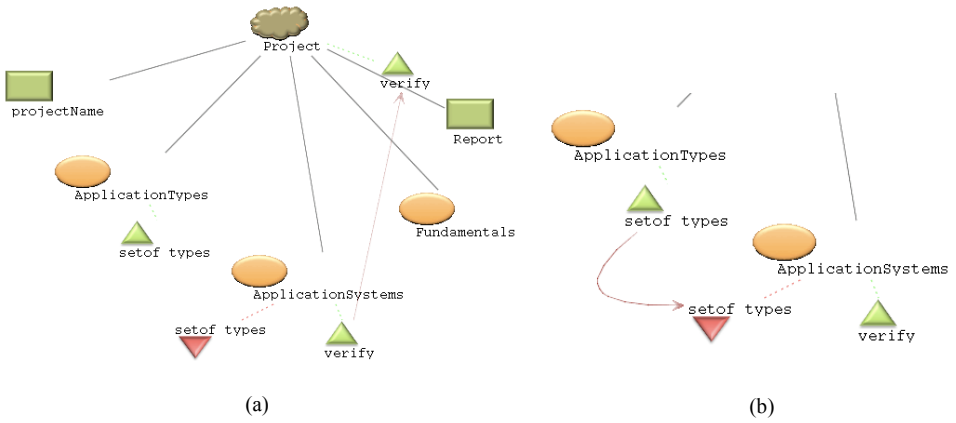 Project
verify
projectName
Report
ApplicationTypes
setof types
Fundamentals
ApplicationSystems
setof types
verify
(a)
ApplicationTypes
setof types
ApplicationSystems
setof types
verify
(b)